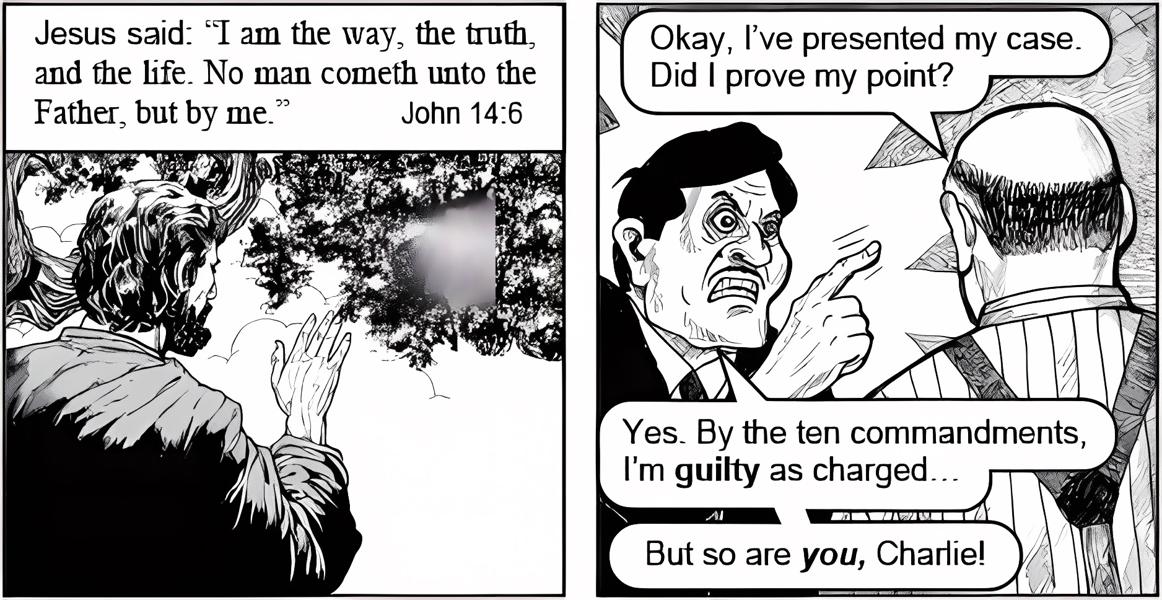 Jesus said: “I am the way, the truth,
and the life. No man cometh unto the
Father, but by me.” John 14:6
Okay, I’ve presented my case.
Did I prove my point?
Yes. By the ten commandments,
I’m guilty as charged...
But so are you, Charlie!